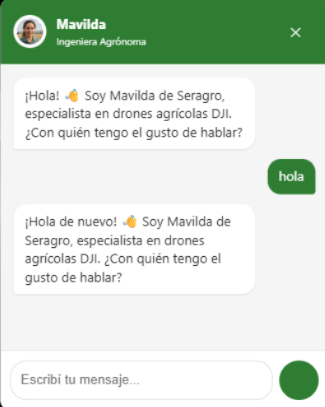 Mavilda
Ingeniera Agrónoma
¡Hola! 👋 Soy Mavilda de Seragro,
especialista en drones agrícolas DJI.
¿Con quién tengo el gusto de hablar?
hola
¡Hola de nuevo! 👋 Soy Mavilda de
Seragro, especialista en drones
agrícolas DJI. ¿Con quién tengo el
gusto de hablar?
Escribí tu mensaje...